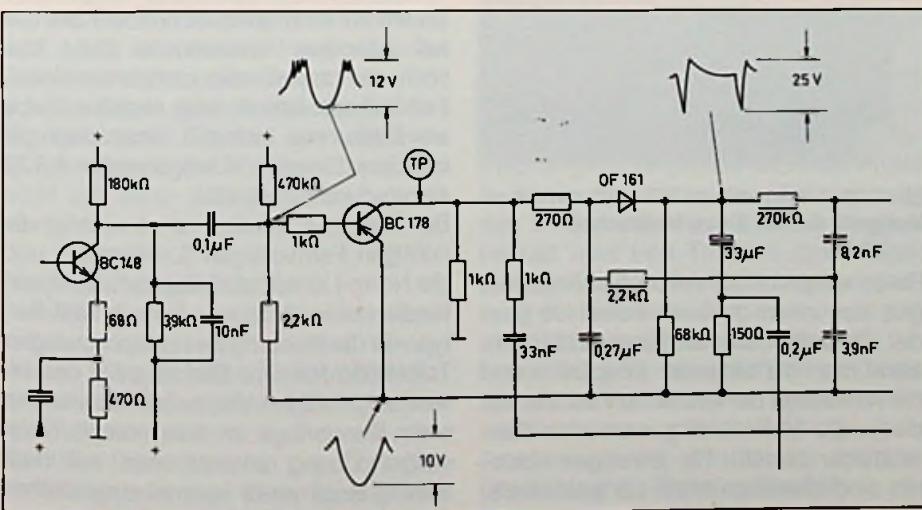 12V
25V
TP
180kΩ
470kΩ
OF 161
BC 178
270Ω
270kΩ
BC148
0,1µF
1kΩ
33µF
8,2nF
1kΩ
1kΩ
2,2kΩ
68Ω
39kΩ
10nF
2,2kΩ
33nF
0,27µF
68kΩ
150Ω
0,2µF
3,9nF
470Ω
10V